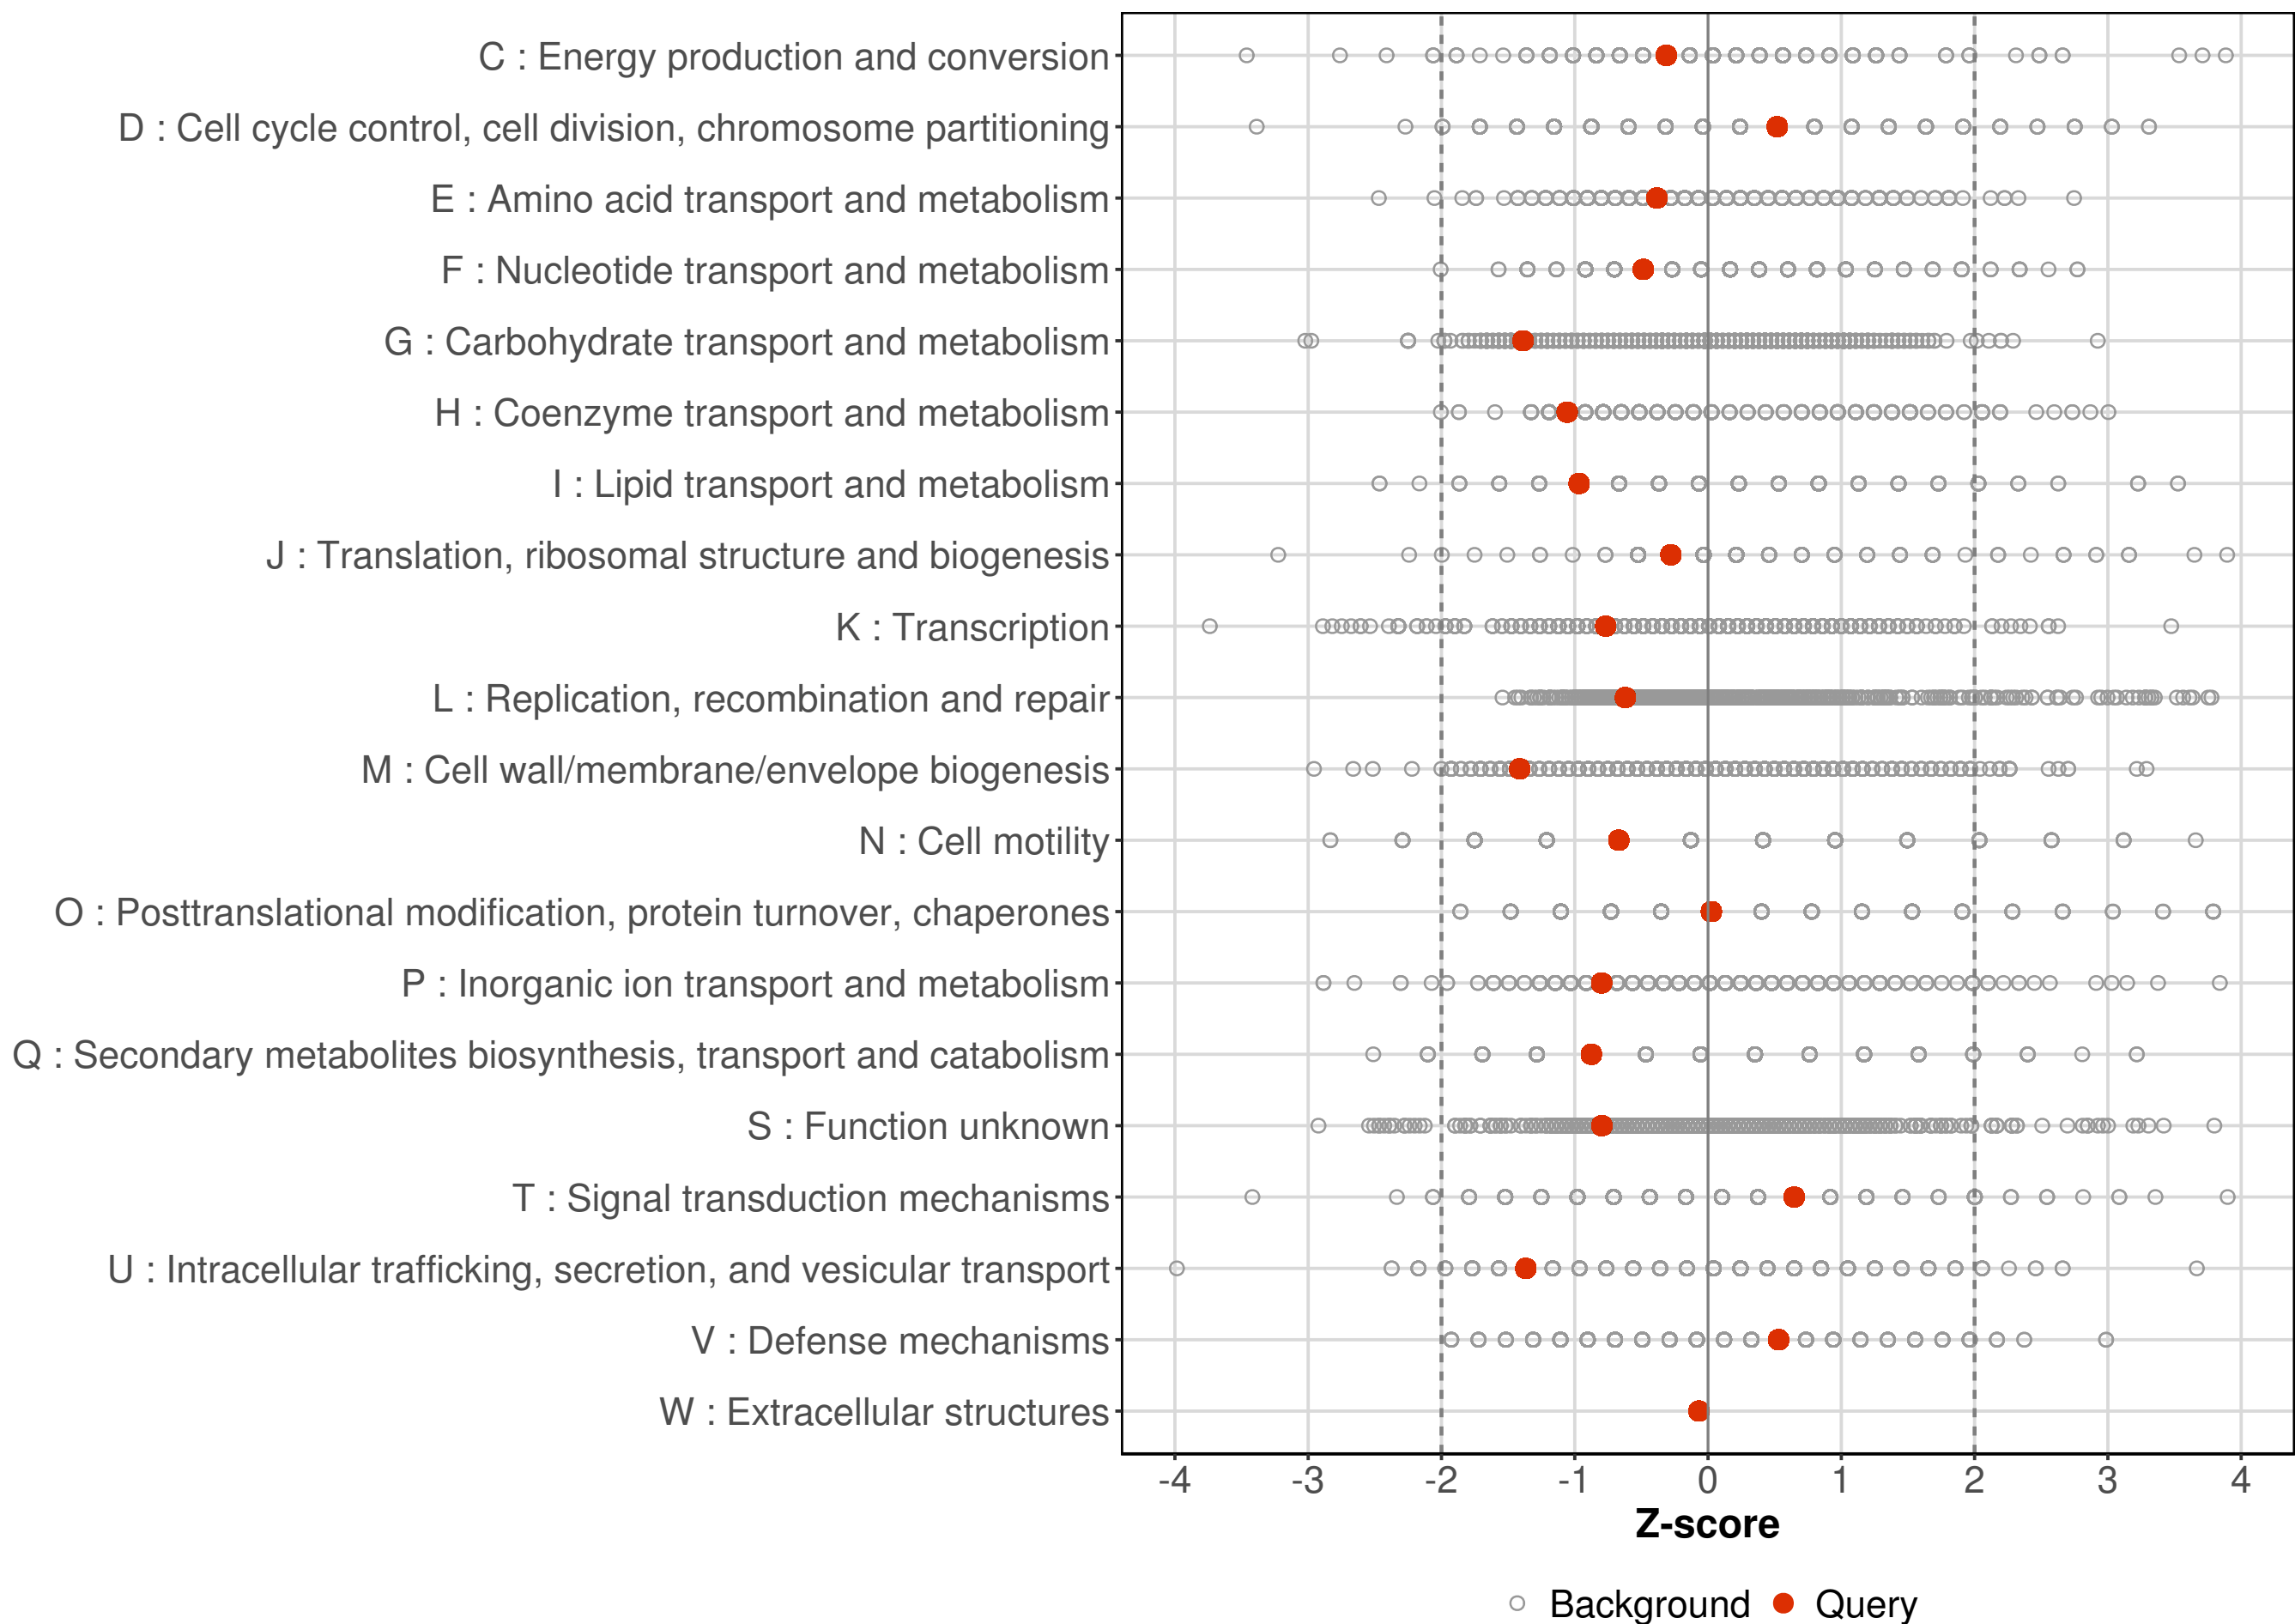 C : Energy production and conversion
D : Cell cycle control, cell division, chromosome partitioning
E : Amino acid transport and metabolism
F : Nucleotide transport and metabolism
G : Carbohydrate transport and metabolism
H : Coenzyme transport and metabolism
I : Lipid transport and metabolism
J : Translation, ribosomal structure and biogenesis
K : Transcription
L : Replication, recombination and repair
M : Cell wall/membrane/envelope biogenesis
N : Cell motility
O : Posttranslational modification, protein turnover, chaperones
P : Inorganic ion transport and metabolism
Q : Secondary metabolites biosynthesis, transport and catabolism
S : Function unknown
T : Signal transduction mechanisms
U : Intracellular trafficking, secretion, and vesicular transport
V : Defense mechanisms
W : Extracellular structures
-4 -3 -2 -1 0 1 2 3 4
Z-score
Background Query